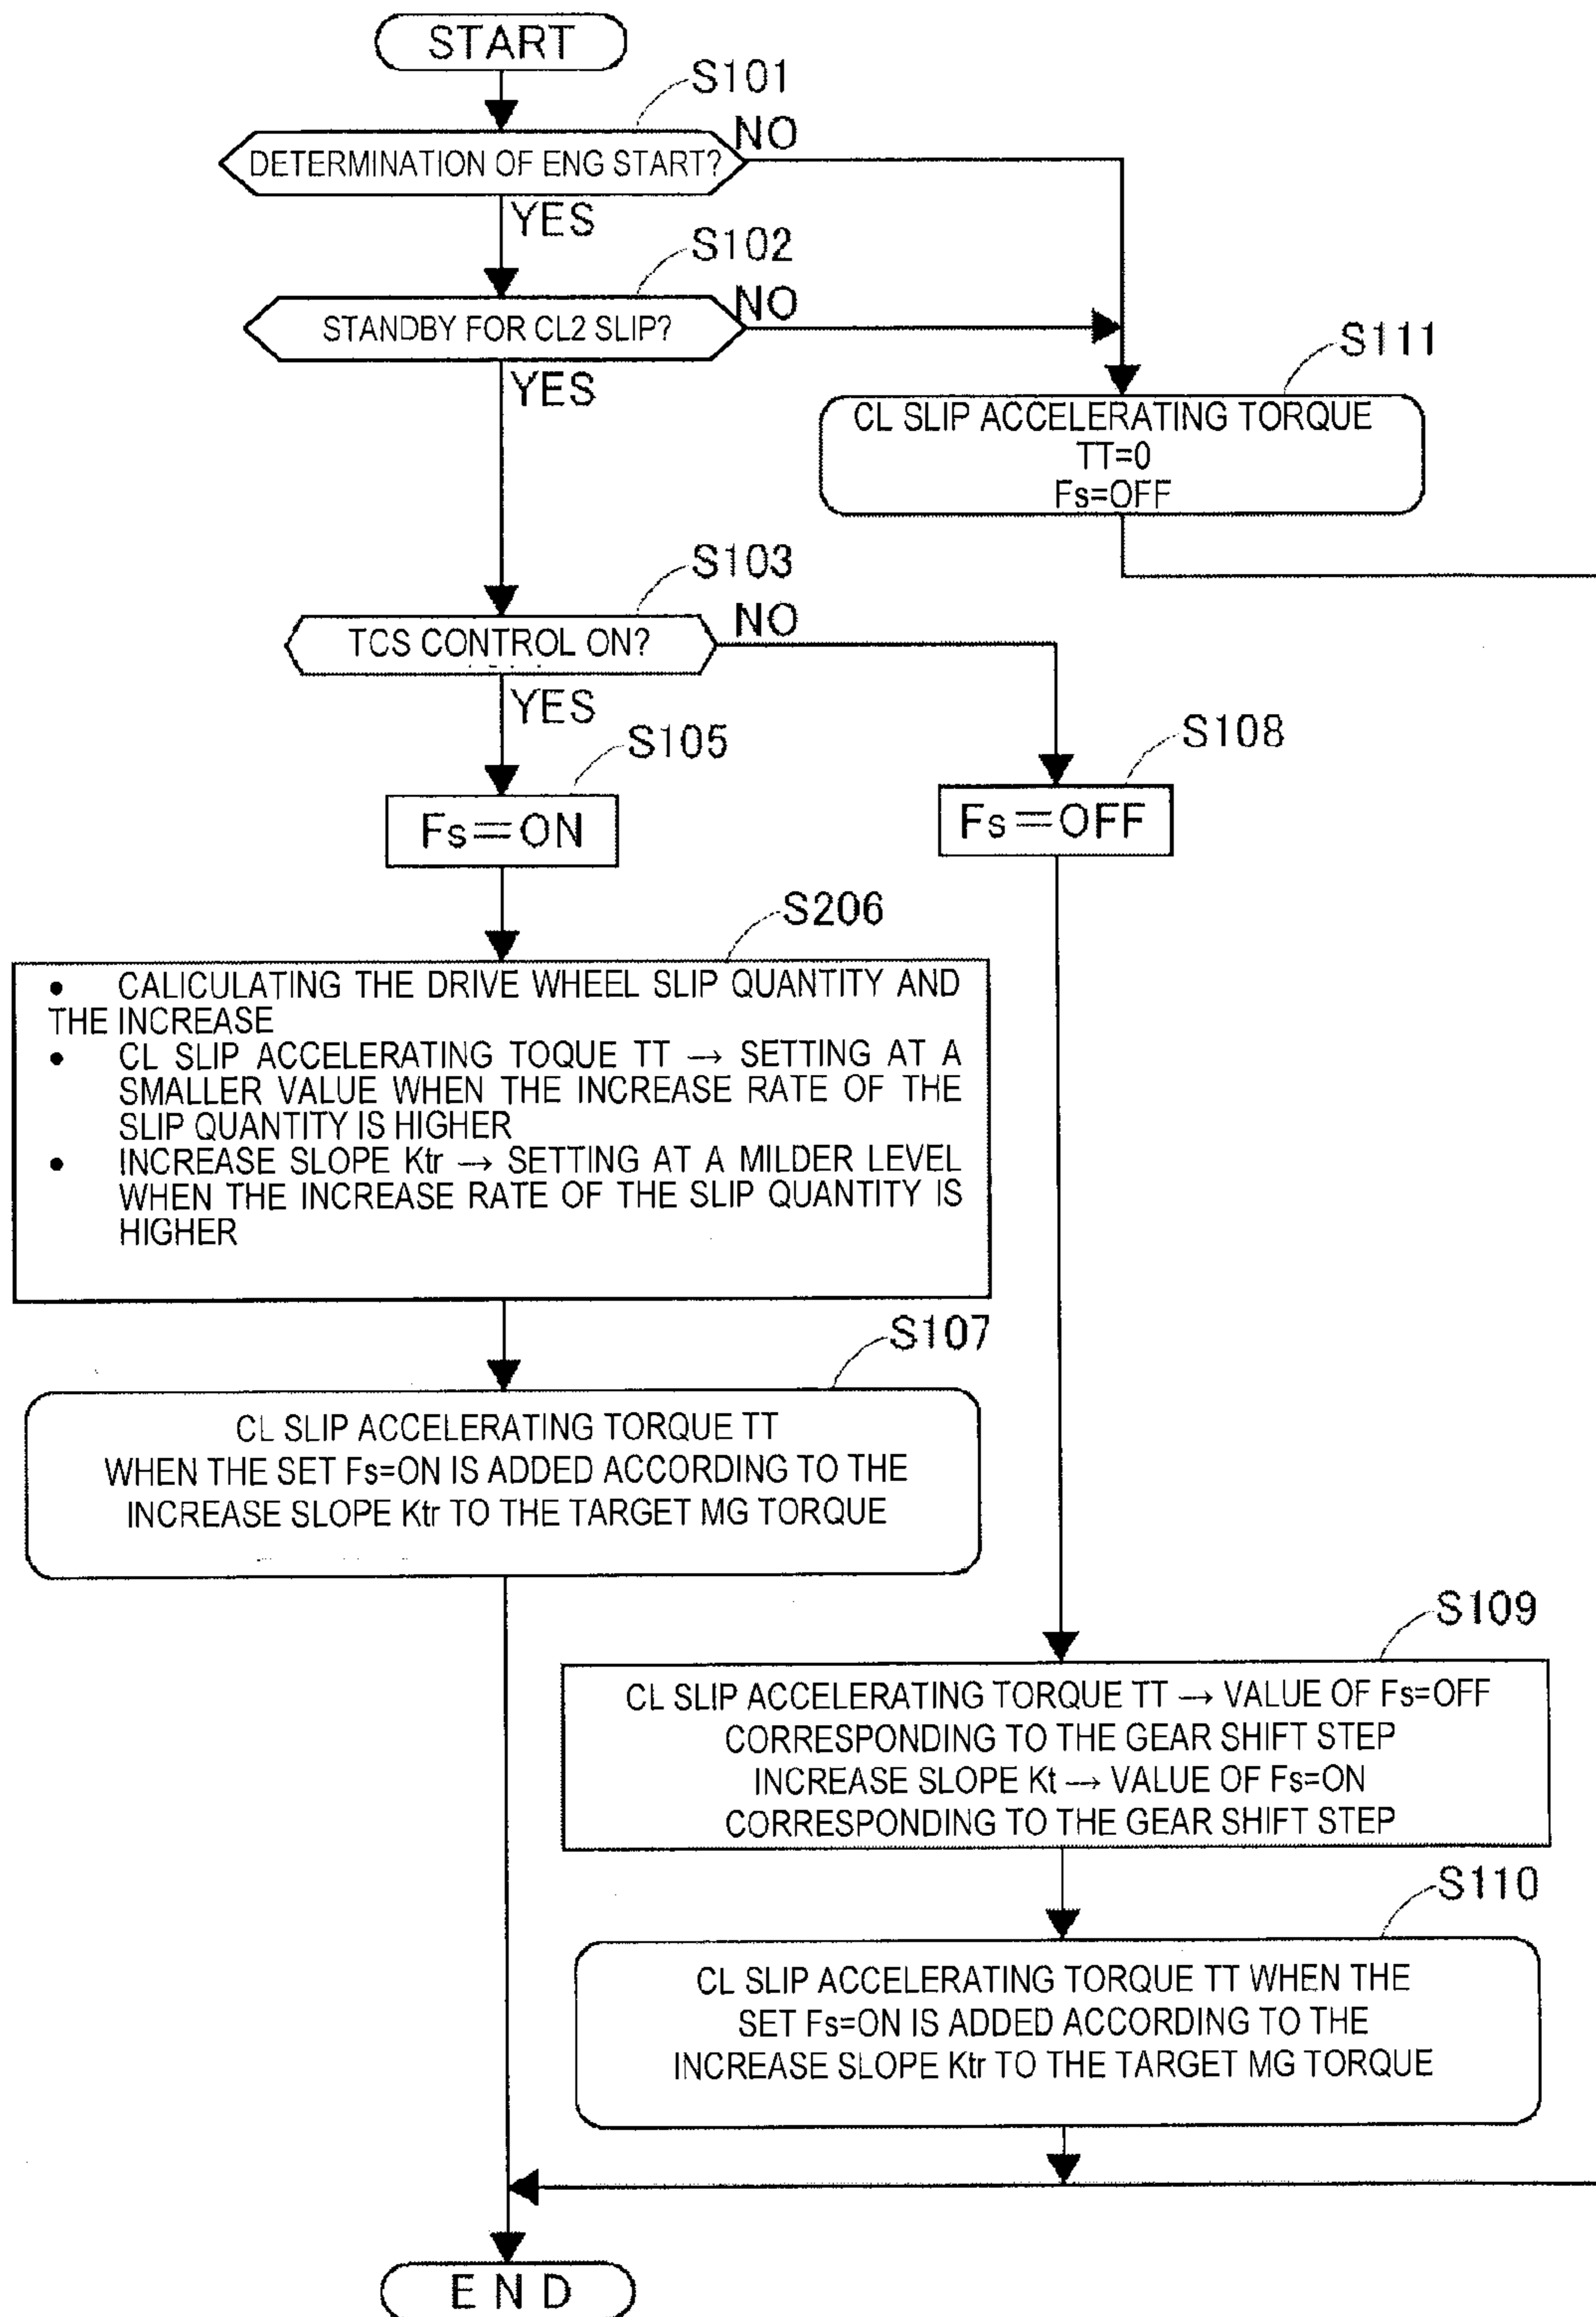 START
S101
DETERMINATION OF ENG START?
NO
YES
S102
STANDBY FOR CL2 SLIP?
NO
YES
S111
CL SLIP ACCELERATING TORQUE
TT=0
Fs=OFF
S103
TCS CONTROL ON?
NO
YES
S105
Fs=ON
S108
Fs=OFF
S206
• CALICULATING THE DRIVE WHEEL SLIP QUANTITY AND
THE INCREASE
• CL SLIP ACCELERATING TOQUE TT → SETTING AT A
SMALLER VALUE WHEN THE INCREASE RATE OF THE
SLIP QUANTITY IS HIGHER
• INCREASE SLOPE Ktr → SETTING AT A MILDER LEVEL
WHEN THE INCREASE RATE OF THE SLIP QUANTITY IS
HIGHER
S107
CL SLIP ACCELERATING TORQUE TT
WHEN THE SET Fs=ON IS ADDED ACCORDING TO THE
INCREASE SLOPE Ktr TO THE TARGET MG TORQUE
S109
CL SLIP ACCELERATING TORQUE TT → VALUE OF Fs=OFF
CORRESPONDING TO THE GEAR SHIFT STEP
INCREASE SLOPE Kt → VALUE OF Fs=ON
CORRESPONDING TO THE GEAR SHIFT STEP
S110
CL SLIP ACCELERATING TORQUE TT WHEN THE
SET Fs=ON IS ADDED ACCORDING TO THE
INCREASE SLOPE Ktr TO THE TARGET MG TORQUE
END